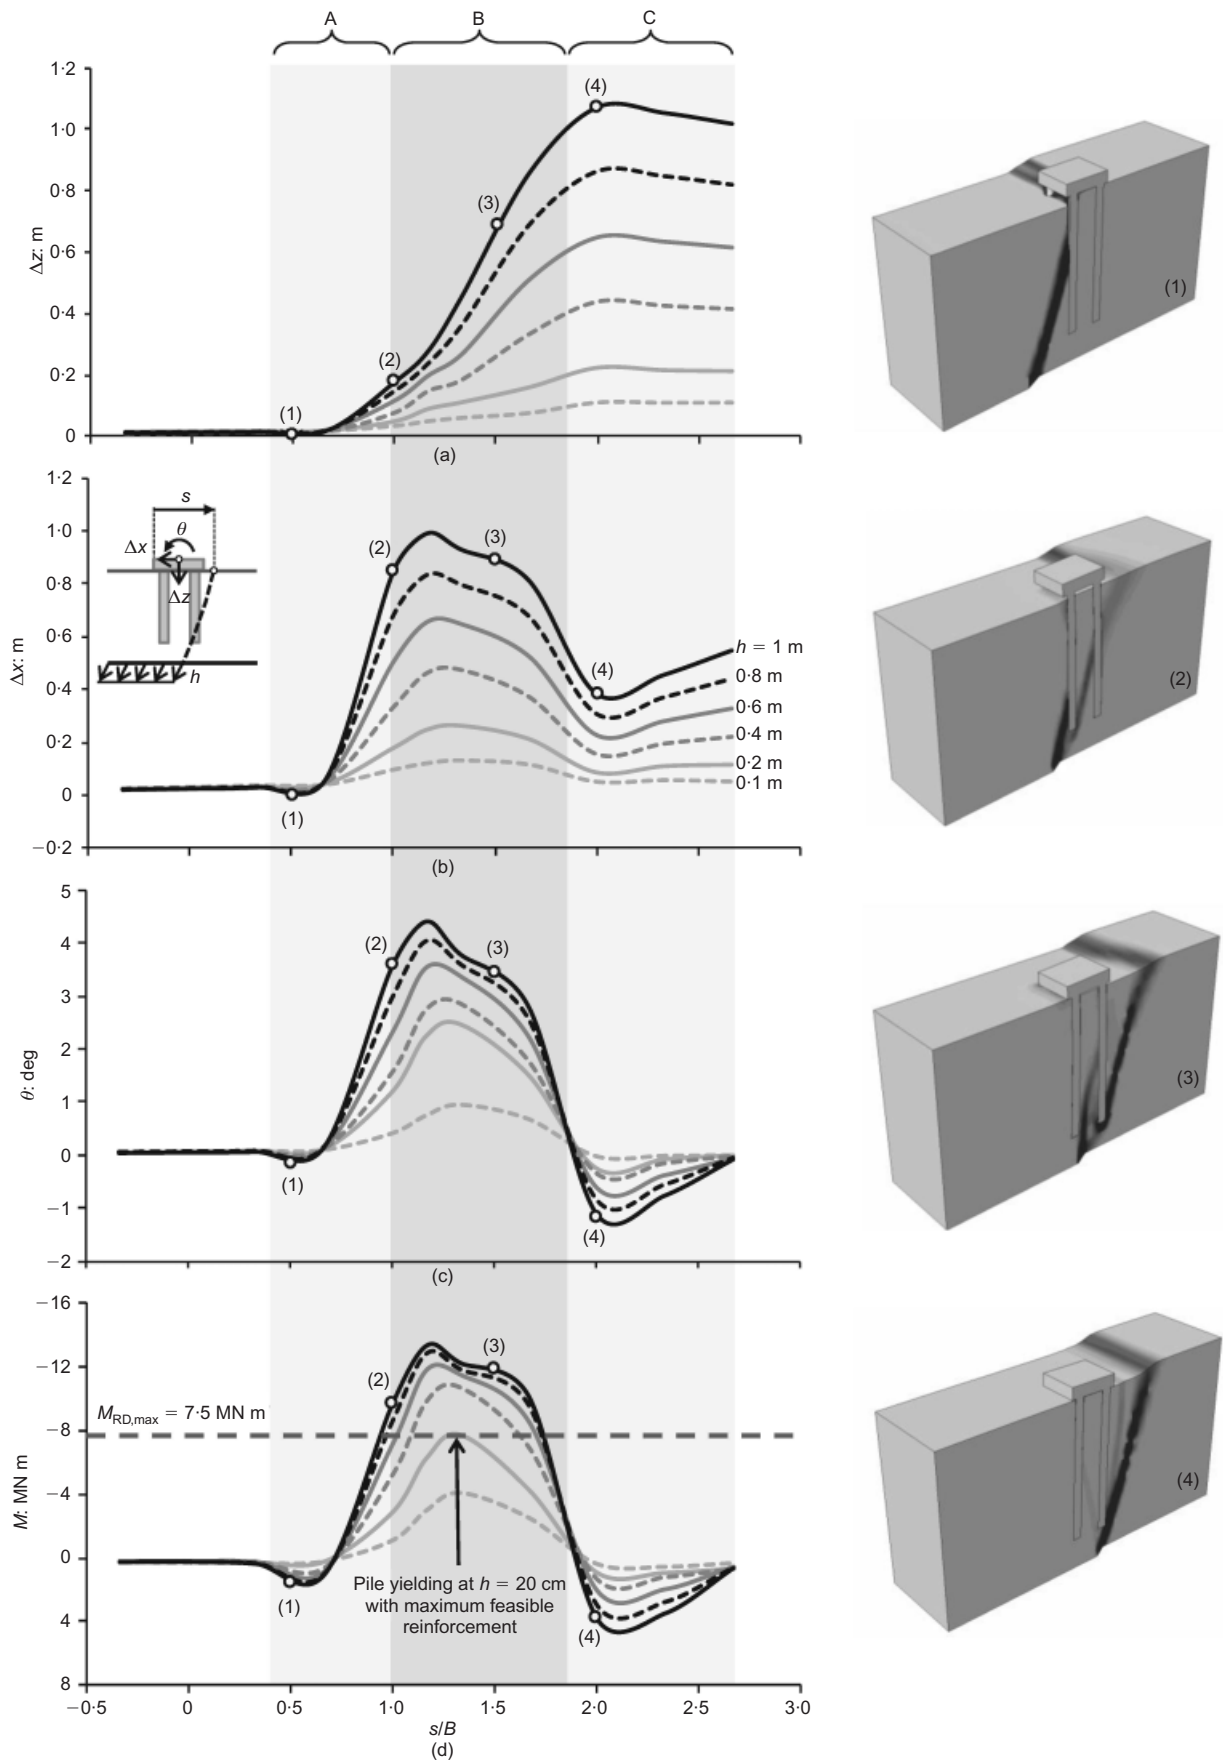 A B C
1·2
1·0
0·8
0·6
0·4
0·2
0
Δz: m
(1)
(2)
(3)
(4)
(a)
(1)
1·2
1·0
0·8
0·6
0·4
0·2
0
−0·2
Δx: m
s
θ
Δx
Δz
h
(1)
(2)
(3)
(4)
h = 1 m
0·8 m
0·6 m
0·4 m
0·2 m
0·1 m
(b)
(2)
5
4
3
2
1
0
−1
−2
θ: deg
(1)
(2)
(3)
(4)
(c)
(3)
−16
−12
−8
−4
0
4
8
M: MN m
M_RD,max = 7·5 MN m
(1)
(2)
(3)
(4)
Pile yielding at h = 20 cm
with maximum feasible
reinforcement
−0·5 0 0·5 1·0 1·5 2·0 2·5 3·0
s/B
(d)
(4)